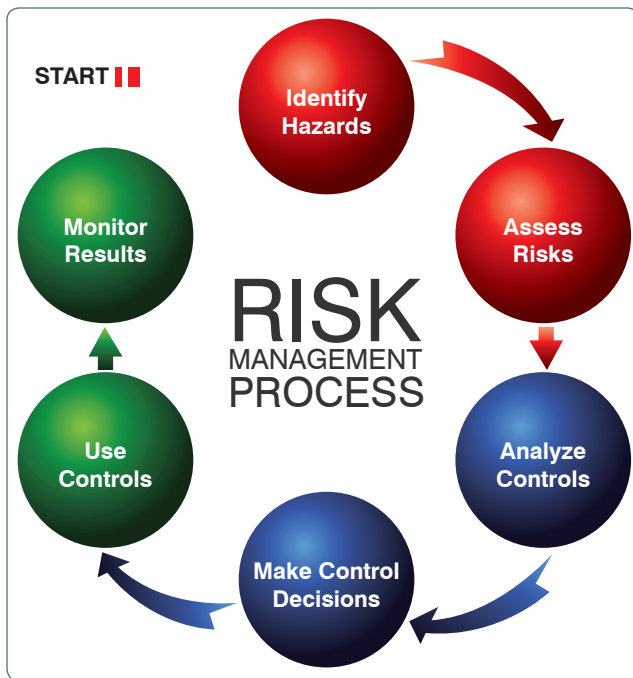 START
Identify
Hazards
Assess
Risks
Analyze
Controls
Make Control
Decisions
Use
Controls
Monitor
Results
RISK
MANAGEMENT
PROCESS